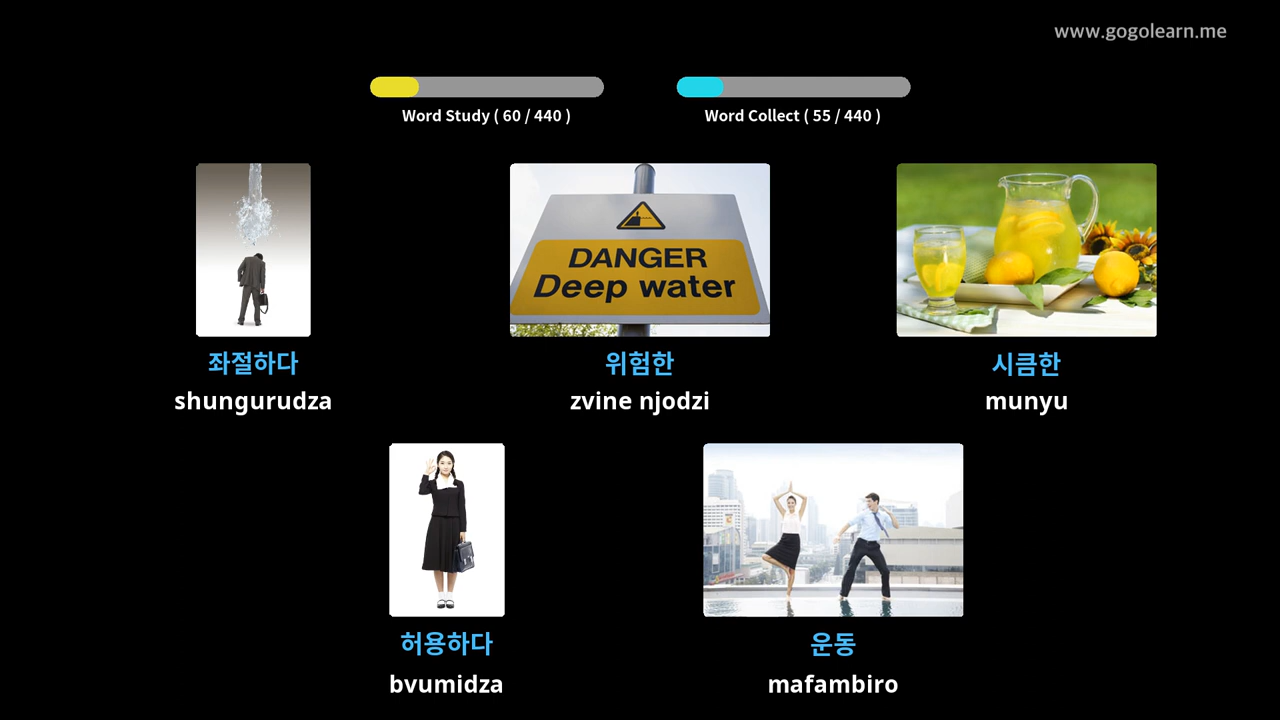 www.gogolearn.me
Word Study ( 60 / 440 )
Word Collect ( 55 / 440 )
DANGER
Deep water
좌절하다
shungurudza
위험한
zvine njodzi
시큼한
munyu
허용하다
bvumidza
운동
mafambiro